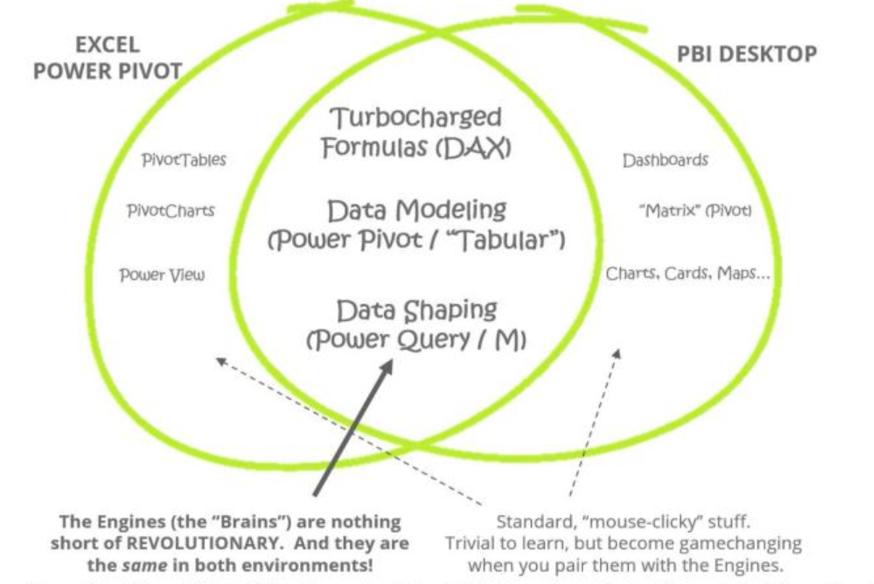 EXCEL
POWER PIVOT
PBI DESKTOP
Turbocharged
Formulas (DAX)
PivotTables
Dashboards
PivotCharts
Data Modeling
(Power Pivot / “Tabular”)
“Matrix” (Pivot)
Power View
Charts, Cards, Maps...
Data Shaping
(Power Query / M)
The Engines (the “Brains”) are nothing
short of REVOLUTIONARY.  And they are
the same in both environments!
Standard, “mouse-clicky” stuff.
Trivial to learn, but become gamechanging
when you pair them with the Engines.